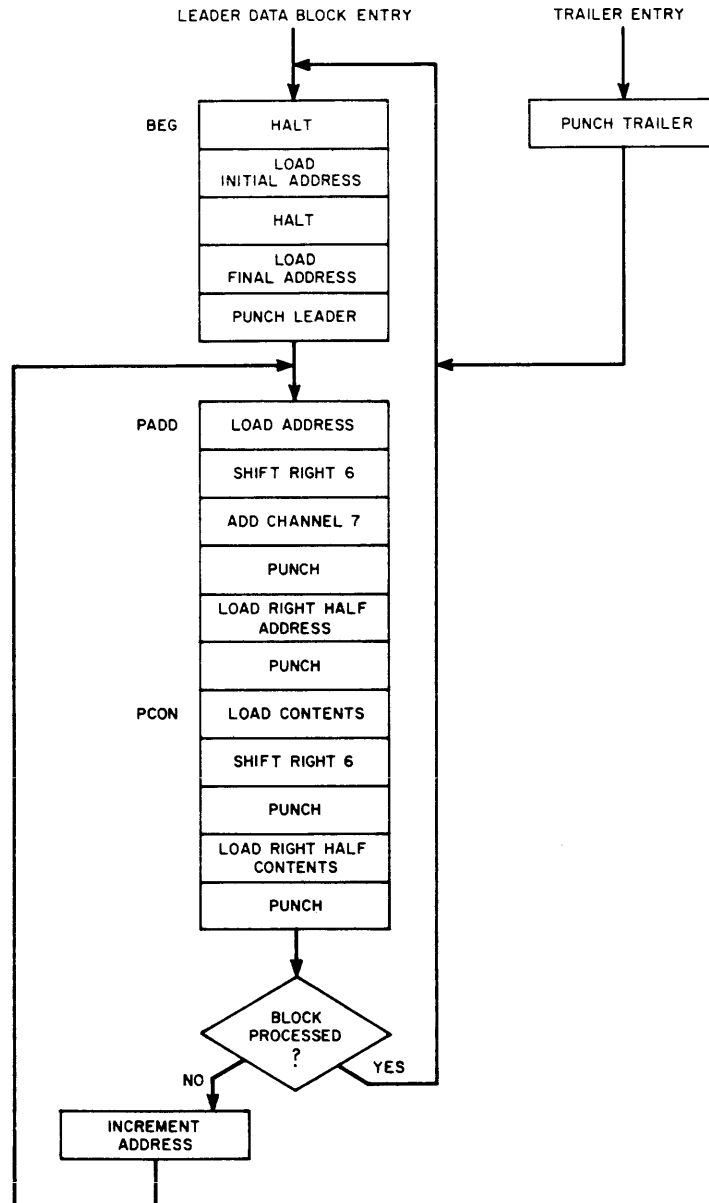 LEADER DATA BLOCK ENTRY
TRAILER ENTRY
BEG
HALT
PUNCH TRAILER
LOAD
INITIAL ADDRESS
HALT
LOAD
FINAL ADDRESS
PUNCH LEADER
PADD
LOAD ADDRESS
SHIFT RIGHT 6
ADD CHANNEL 7
PUNCH
LOAD RIGHT HALF
ADDRESS
PUNCH
PCON
LOAD CONTENTS
SHIFT RIGHT 6
PUNCH
LOAD RIGHT HALF
CONTENTS
PUNCH
BLOCK
PROCESSED
?
NO
YES
INCREMENT
ADDRESS